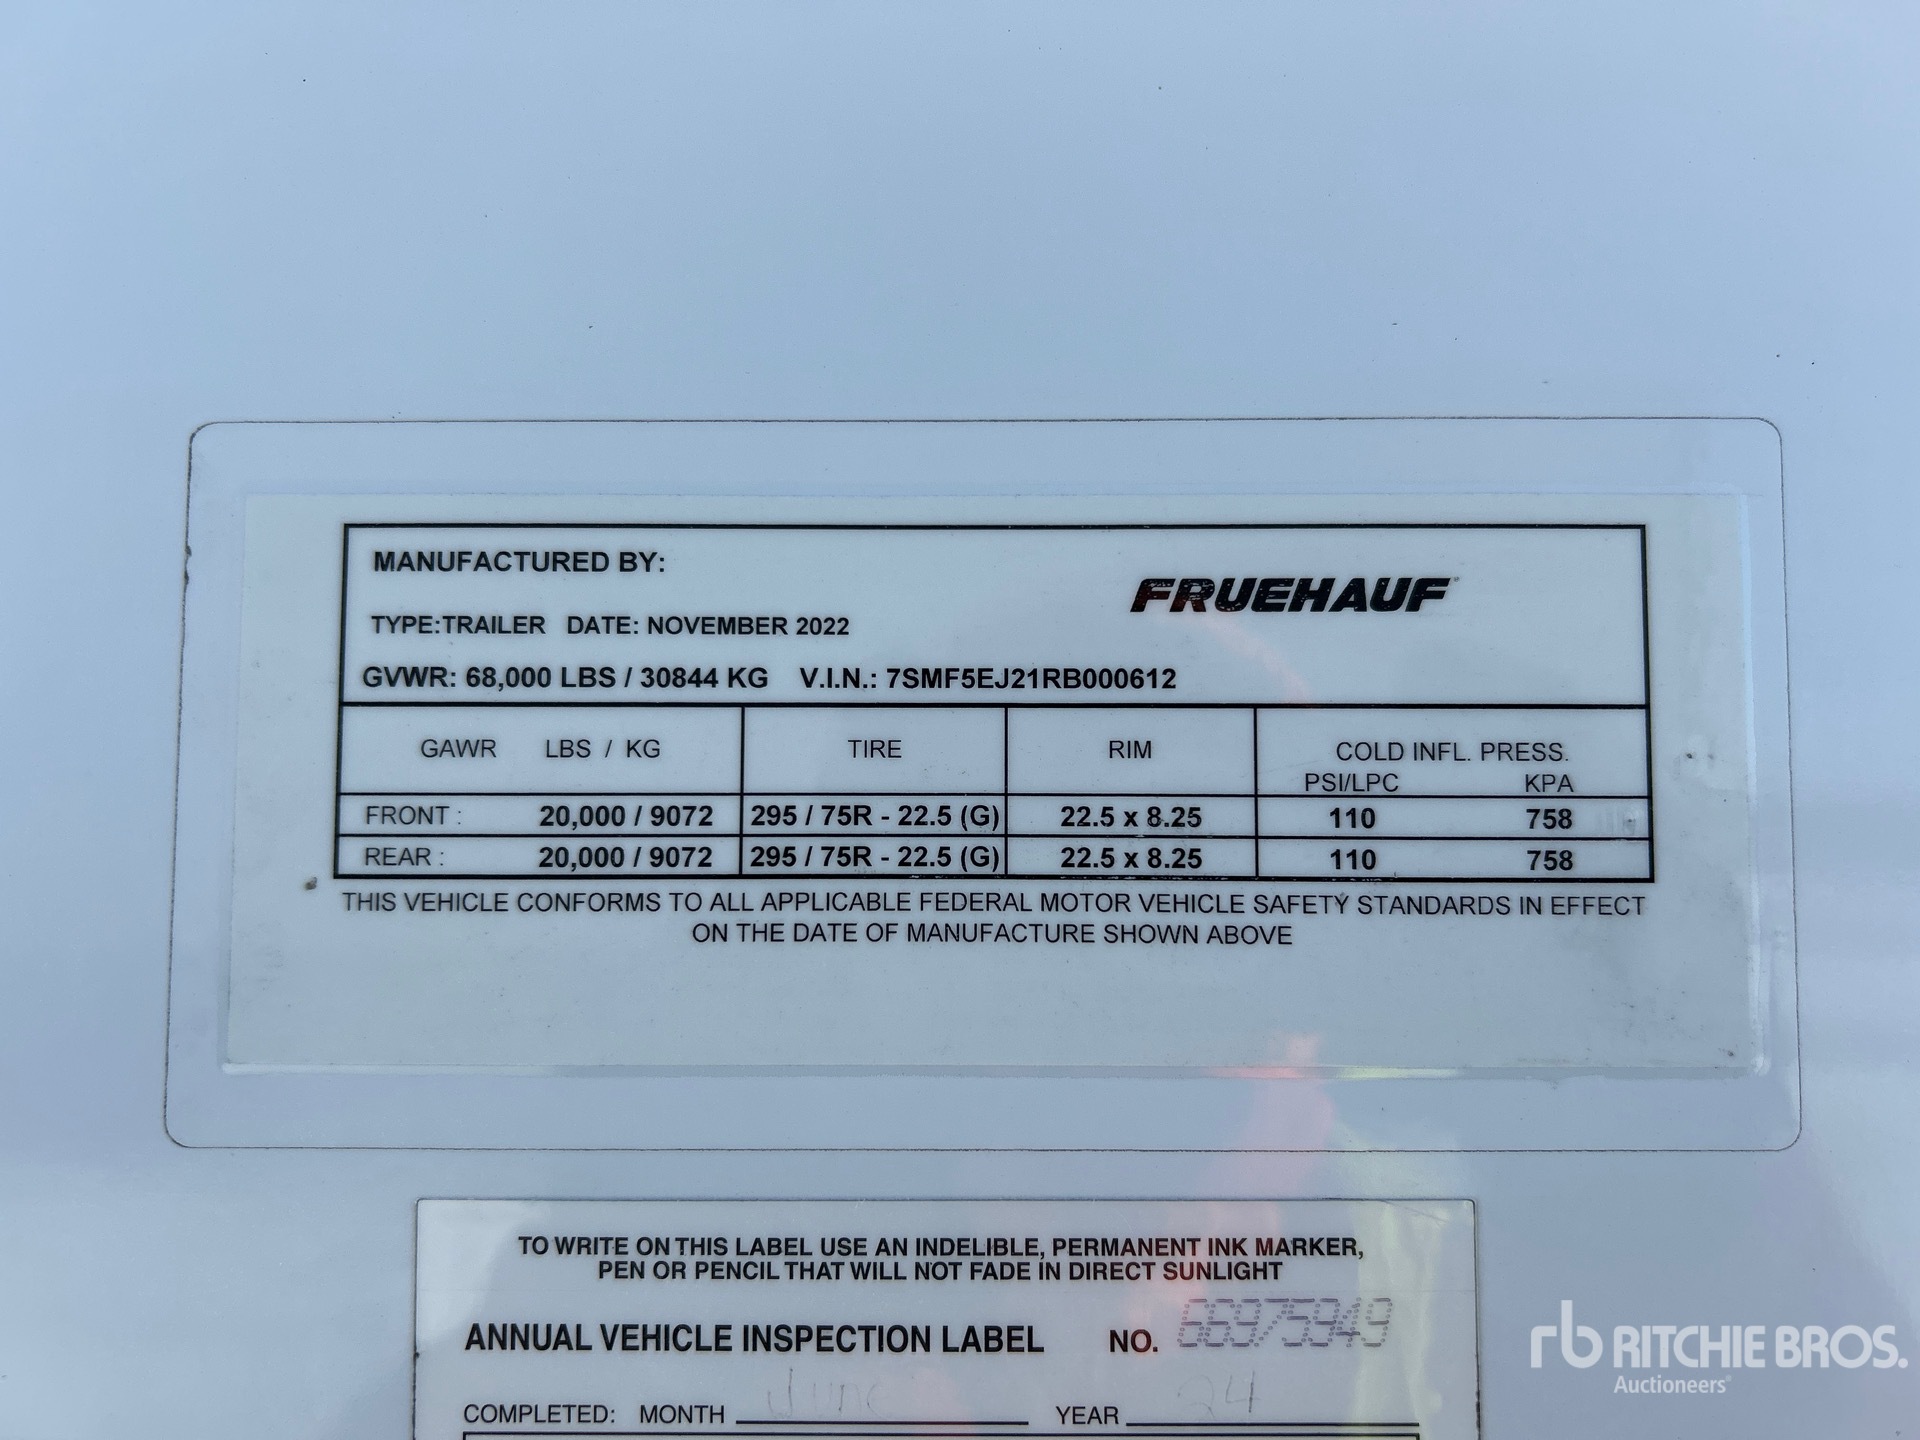 MANUFACTURED BY:
FRUEHAUF
TYPE:TRAILER DATE: NOVEMBER 2022
GVWR: 68,000 LBS / 30844 KG V.I.N.: 7SMF5EJ21RB000612
GAWR LBS / KG TIRE RIM COLD INFL. PRESS.
PSI/LPC KPA
FRONT : 20,000 / 9072 295 / 75R - 22.5 (G) 22.5 x 8.25 110 758
REAR : 20,000 / 9072 295 / 75R - 22.5 (G) 22.5 x 8.25 110 758
THIS VEHICLE CONFORMS TO ALL APPLICABLE FEDERAL MOTOR VEHICLE SAFETY STANDARDS IN EFFECT
ON THE DATE OF MANUFACTURE SHOWN ABOVE
TO WRITE ON THIS LABEL USE AN INDELIBLE, PERMANENT INK MARKER,
PEN OR PENCIL THAT WILL NOT FADE IN DIRECT SUNLIGHT
ANNUAL VEHICLE INSPECTION LABEL NO.
COMPLETED: MONTH June YEAR 24
rb RITCHIE BROS.
Auctioneers